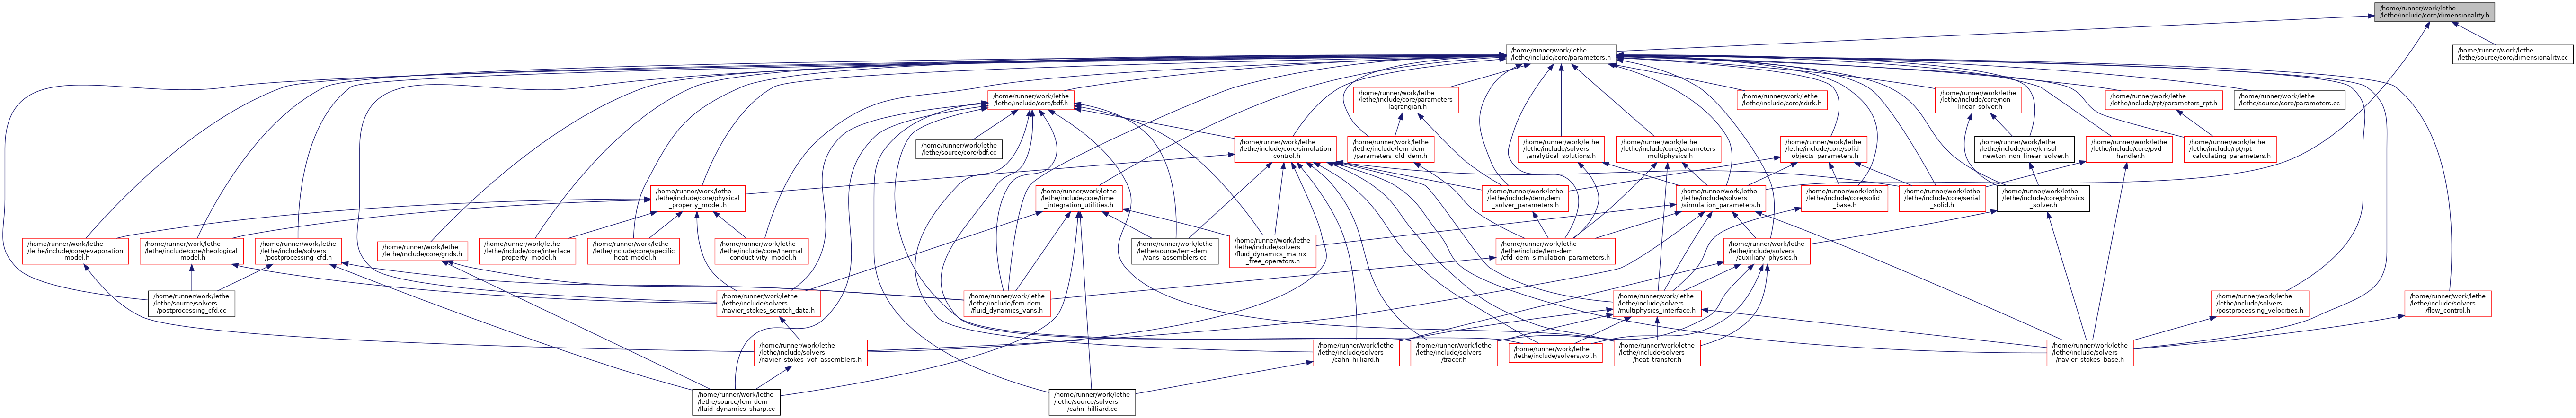 /home/runner/work/lethe
/lethe/include/core/dimensionality.h
/home/runner/work/lethe
/lethe/include/core/parameters.h
/home/runner/work/lethe
/lethe/source/core/dimensionality.cc
/home/runner/work/lethe
/lethe/include/core/bdf.h
/home/runner/work/lethe
/lethe/include/core/parameters
_lagrangian.h
/home/runner/work/lethe
/lethe/include/core/sdirk.h
/home/runner/work/lethe
/lethe/include/core/non
_linear_solver.h
/home/runner/work/lethe
/lethe/include/rpt/parameters_rpt.h
/home/runner/work/lethe
/lethe/source/core/parameters.cc
/home/runner/work/lethe
/lethe/source/core/bdf.cc
/home/runner/work/lethe
/lethe/include/core/simulation
_control.h
/home/runner/work/lethe
/lethe/include/fem-dem
/parameters_cfd_dem.h
/home/runner/work/lethe
/lethe/include/solvers
/analytical_solutions.h
/home/runner/work/lethe
/lethe/include/core/parameters
_multiphysics.h
/home/runner/work/lethe
/lethe/include/core/solid
_objects_parameters.h
/home/runner/work/lethe
/lethe/include/core/kinsol
_newton_non_linear_solver.h
/home/runner/work/lethe
/lethe/include/core/pvd
_handler.h
/home/runner/work/lethe
/lethe/include/rpt/rpt
_calculating_parameters.h
/home/runner/work/lethe
/lethe/include/core/physical
_property_model.h
/home/runner/work/lethe
/lethe/include/core/time
_integration_utilities.h
/home/runner/work/lethe
/lethe/include/dem/dem
_solver_parameters.h
/home/runner/work/lethe
/lethe/include/solvers
/simulation_parameters.h
/home/runner/work/lethe
/lethe/include/core/solid
_base.h
/home/runner/work/lethe
/lethe/include/core/serial
_solid.h
/home/runner/work/lethe
/lethe/include/core/physics
_solver.h
/home/runner/work/lethe
/lethe/include/core/evaporation
_model.h
/home/runner/work/lethe
/lethe/include/core/rheological
_model.h
/home/runner/work/lethe
/lethe/include/solvers
/postprocessing_cfd.h
/home/runner/work/lethe
/lethe/include/core/grids.h
/home/runner/work/lethe
/lethe/include/core/interface
_property_model.h
/home/runner/work/lethe
/lethe/include/core/specific
_heat_model.h
/home/runner/work/lethe
/lethe/include/core/thermal
_conductivity_model.h
/home/runner/work/lethe
/lethe/source/fem-dem
/vans_assemblers.cc
/home/runner/work/lethe
/lethe/include/solvers
/fluid_dynamics_matrix
_free_operators.h
/home/runner/work/lethe
/lethe/include/fem-dem
/cfd_dem_simulation_parameters.h
/home/runner/work/lethe
/lethe/include/solvers
/auxiliary_physics.h
/home/runner/work/lethe
/lethe/source/solvers
/postprocessing_cfd.cc
/home/runner/work/lethe
/lethe/include/solvers
/navier_stokes_scratch_data.h
/home/runner/work/lethe
/lethe/include/fem-dem
/fluid_dynamics_vans.h
/home/runner/work/lethe
/lethe/include/solvers
/multiphysics_interface.h
/home/runner/work/lethe
/lethe/include/solvers
/postprocessing_velocities.h
/home/runner/work/lethe
/lethe/include/solvers
/flow_control.h
/home/runner/work/lethe
/lethe/include/solvers
/navier_stokes_vof_assemblers.h
/home/runner/work/lethe
/lethe/include/solvers
/cahn_hilliard.h
/home/runner/work/lethe
/lethe/include/solvers
/tracer.h
/home/runner/work/lethe
/lethe/include/solvers/vof.h
/home/runner/work/lethe
/lethe/include/solvers
/heat_transfer.h
/home/runner/work/lethe
/lethe/include/solvers
/navier_stokes_base.h
/home/runner/work/lethe
/lethe/source/fem-dem
/fluid_dynamics_sharp.cc
/home/runner/work/lethe
/lethe/source/solvers
/cahn_hilliard.cc